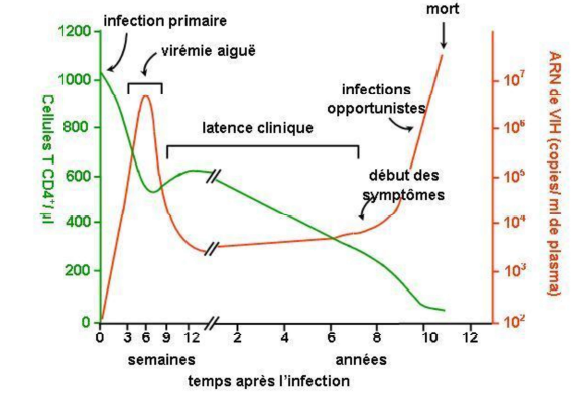 mort
infection primaire
virémie aiguë
1200
1000
800
600
400
200
0
Cellules T CD4⁺/ µl
latence clinique
infections
opportunistes
début des
symptômes
10⁷
10⁶
10⁵
10⁴
10³
10²
ARN de VIH (copies/ ml de plasma)
0 3 6 9 12 2 4 6 8 10 12
semaines années
temps après l'infection